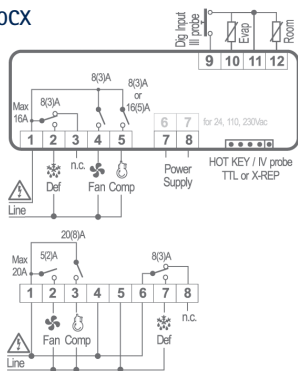 0CX
Dig Input
III probe
Evap
Room
9 10 11 12
8(3)A
8(3)A
or
16(5)A
8(3)A
Max
16A
1 2 3 4 5
6 7
7 8
for 24, 110, 230Vac
n.c.
Def
Fan Comp
Power
Supply
HOT KEY / IV probe
TTL or X-REP
Line
20(8)A
Max
20A
5(2)A
8(3)A
1 2 3 4 5 6 7 8
Fan Comp
Def
n.c.
Line